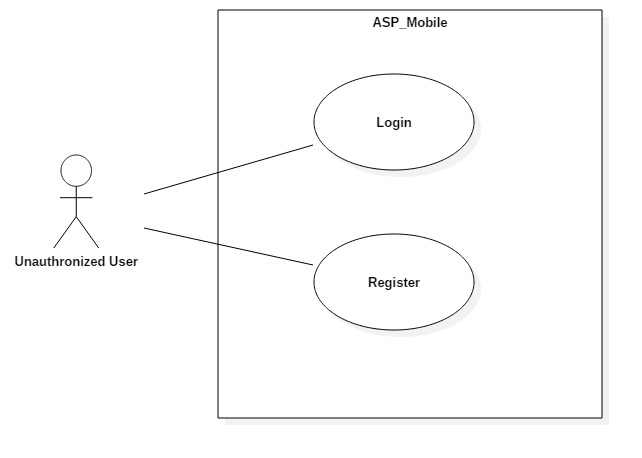 ASP_Mobile
Login
Unauthronized User
Register